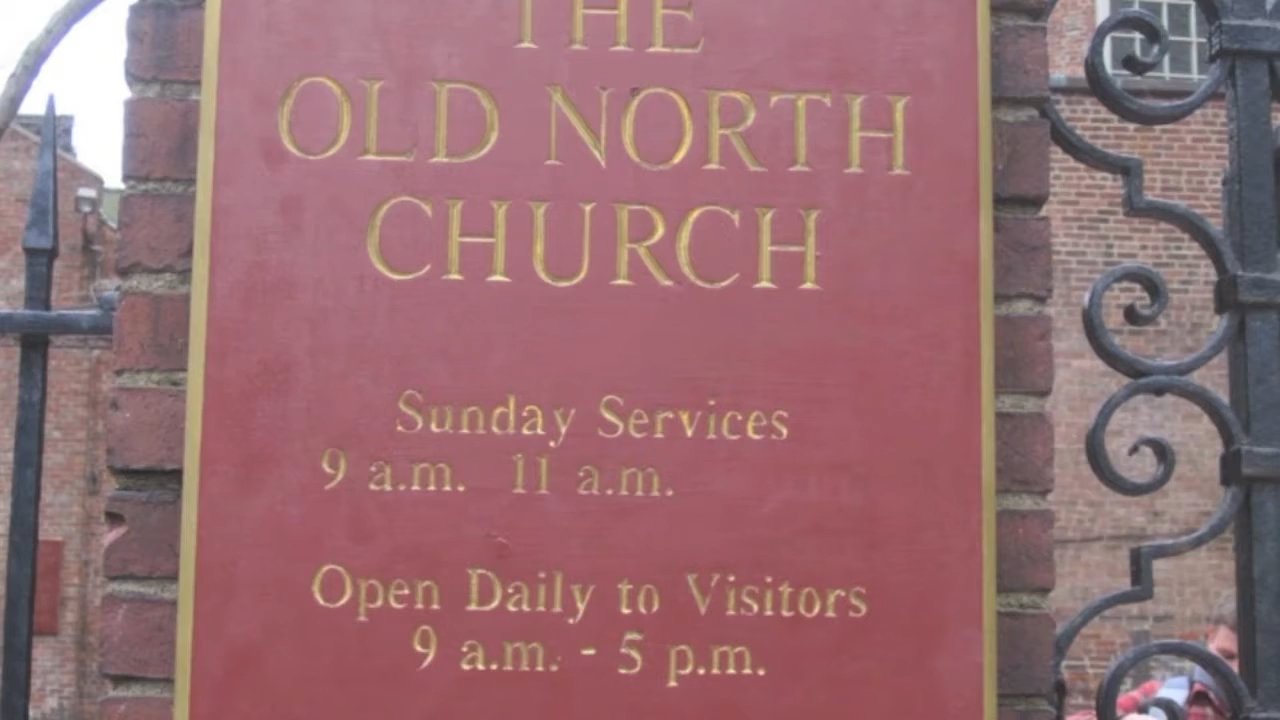 THE
OLD NORTH
CHURCH
Sunday Services
9 a.m. 11 a.m.
Open Daily to Visitors
9 a.m. - 5 p.m.